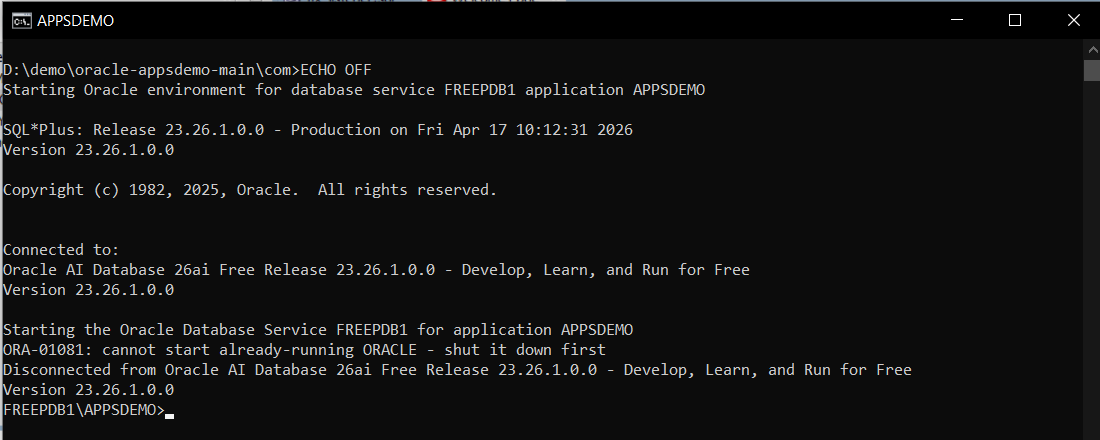 APPSDEMO
D:\demo\oracle-appsdemo-main\com>ECHO OFF
Starting Oracle environment for database service FREEPDB1 application APPSDEMO
SQL*Plus: Release 23.26.1.0.0 - Production on Fri Apr 17 10:12:31 2026
Version 23.26.1.0.0
Copyright (c) 1982, 2025, Oracle.  All rights reserved.
Connected to:
Oracle AI Database 26ai Free Release 23.26.1.0.0 - Develop, Learn, and Run for Free
Version 23.26.1.0.0
Starting the Oracle Database Service FREEPDB1 for application APPSDEMO
ORA-01081: cannot start already-running ORACLE - shut it down first
Disconnected from Oracle AI Database 26ai Free Release 23.26.1.0.0 - Develop, Learn, and Run for Free
Version 23.26.1.0.0
FREEPDB1\APPSDEMO>